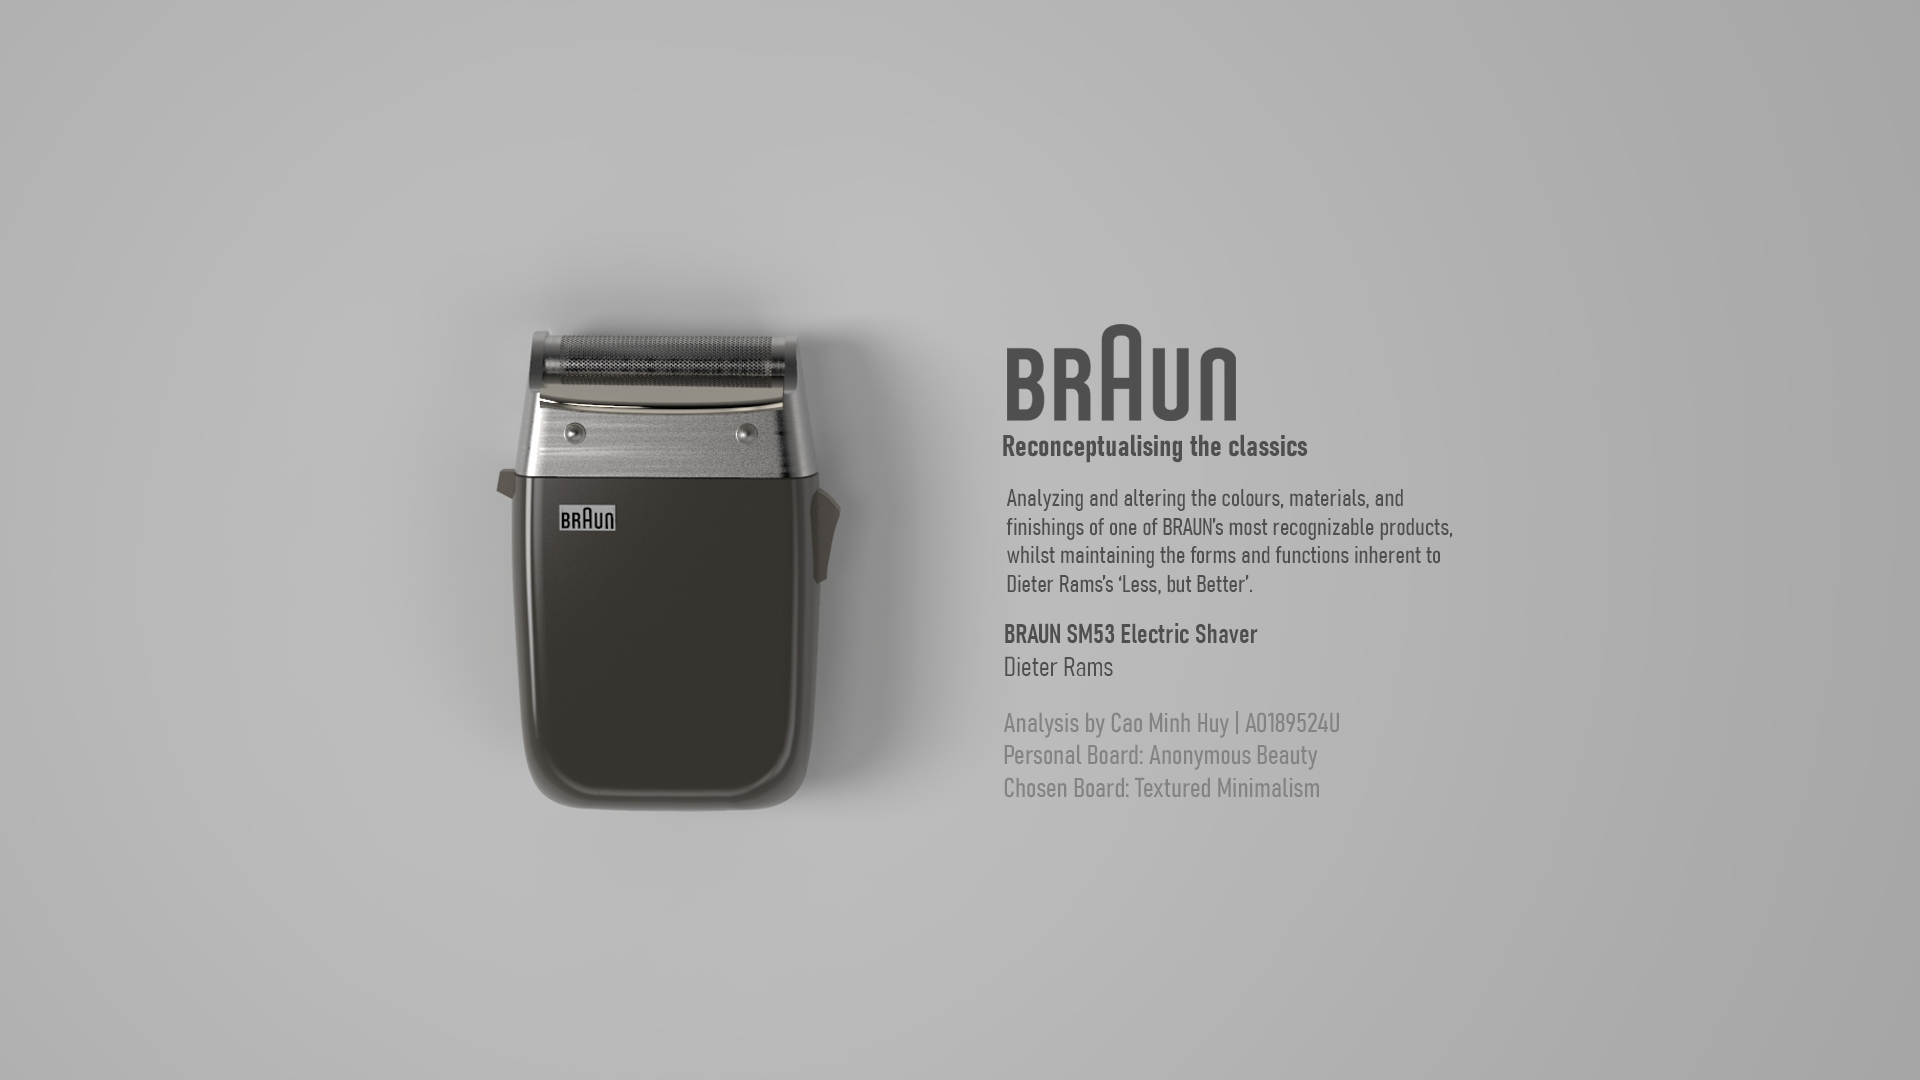 BRAUN
BRAUN
Reconceptualising the classics
Analyzing and altering the colours, materials, and
finishings of one of BRAUN's most recognizable products,
whilst maintaining the forms and functions inherent to
Dieter Rams's ‘Less, but Better’.
BRAUN SM53 Electric Shaver
Dieter Rams
Analysis by Cao Minh Huy | A0189524U
Personal Board: Anonymous Beauty
Chosen Board: Textured Minimalism